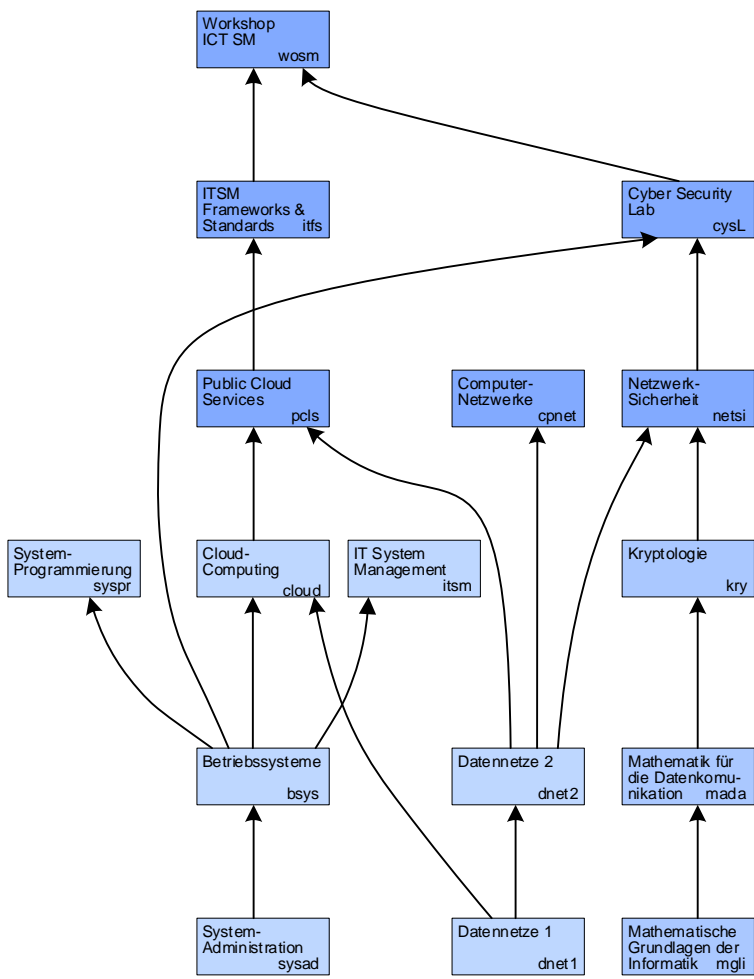 Workshop
ICT SM
wosm
ITSM
Frameworks &
Standards itfs
Cyber Security
Lab
cysL
Public Cloud
Services
pcls
Computer-
Netzwerke
cpnet
Netzwerk-
Sicherheit
netsi
System-
Programmierung
syspr
Cloud-
Computing
cloud
IT System
Management
itsm
Kryptologie
kry
Betriebssysteme
bsys
Datennetze 2
dnet2
Mathematik für
die Datenkomu-
nikation mada
System-
Administration
sysad
Datennetze 1
dnet1
Mathematische
Grundlagen der
Informatik mgli